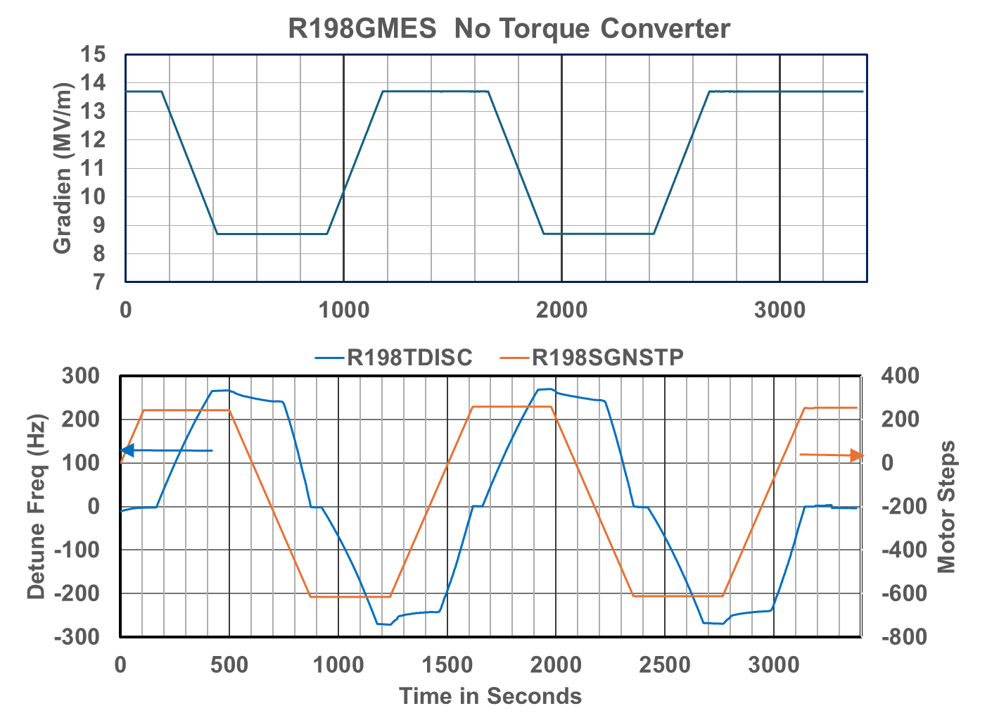 R198GMES  No Torque Converter
Gradien (MV/m)
15
14
13
12
11
10
9
8
7
0 1000 2000 3000
R198TDISC R198SGNSTP
Detune Freq (Hz)
300 400
200 200
100 0
0 -200
-100 -400
-200 -600
-300 -800
Motor Steps
0 500 1000 1500 2000 2500 3000
Time in Seconds